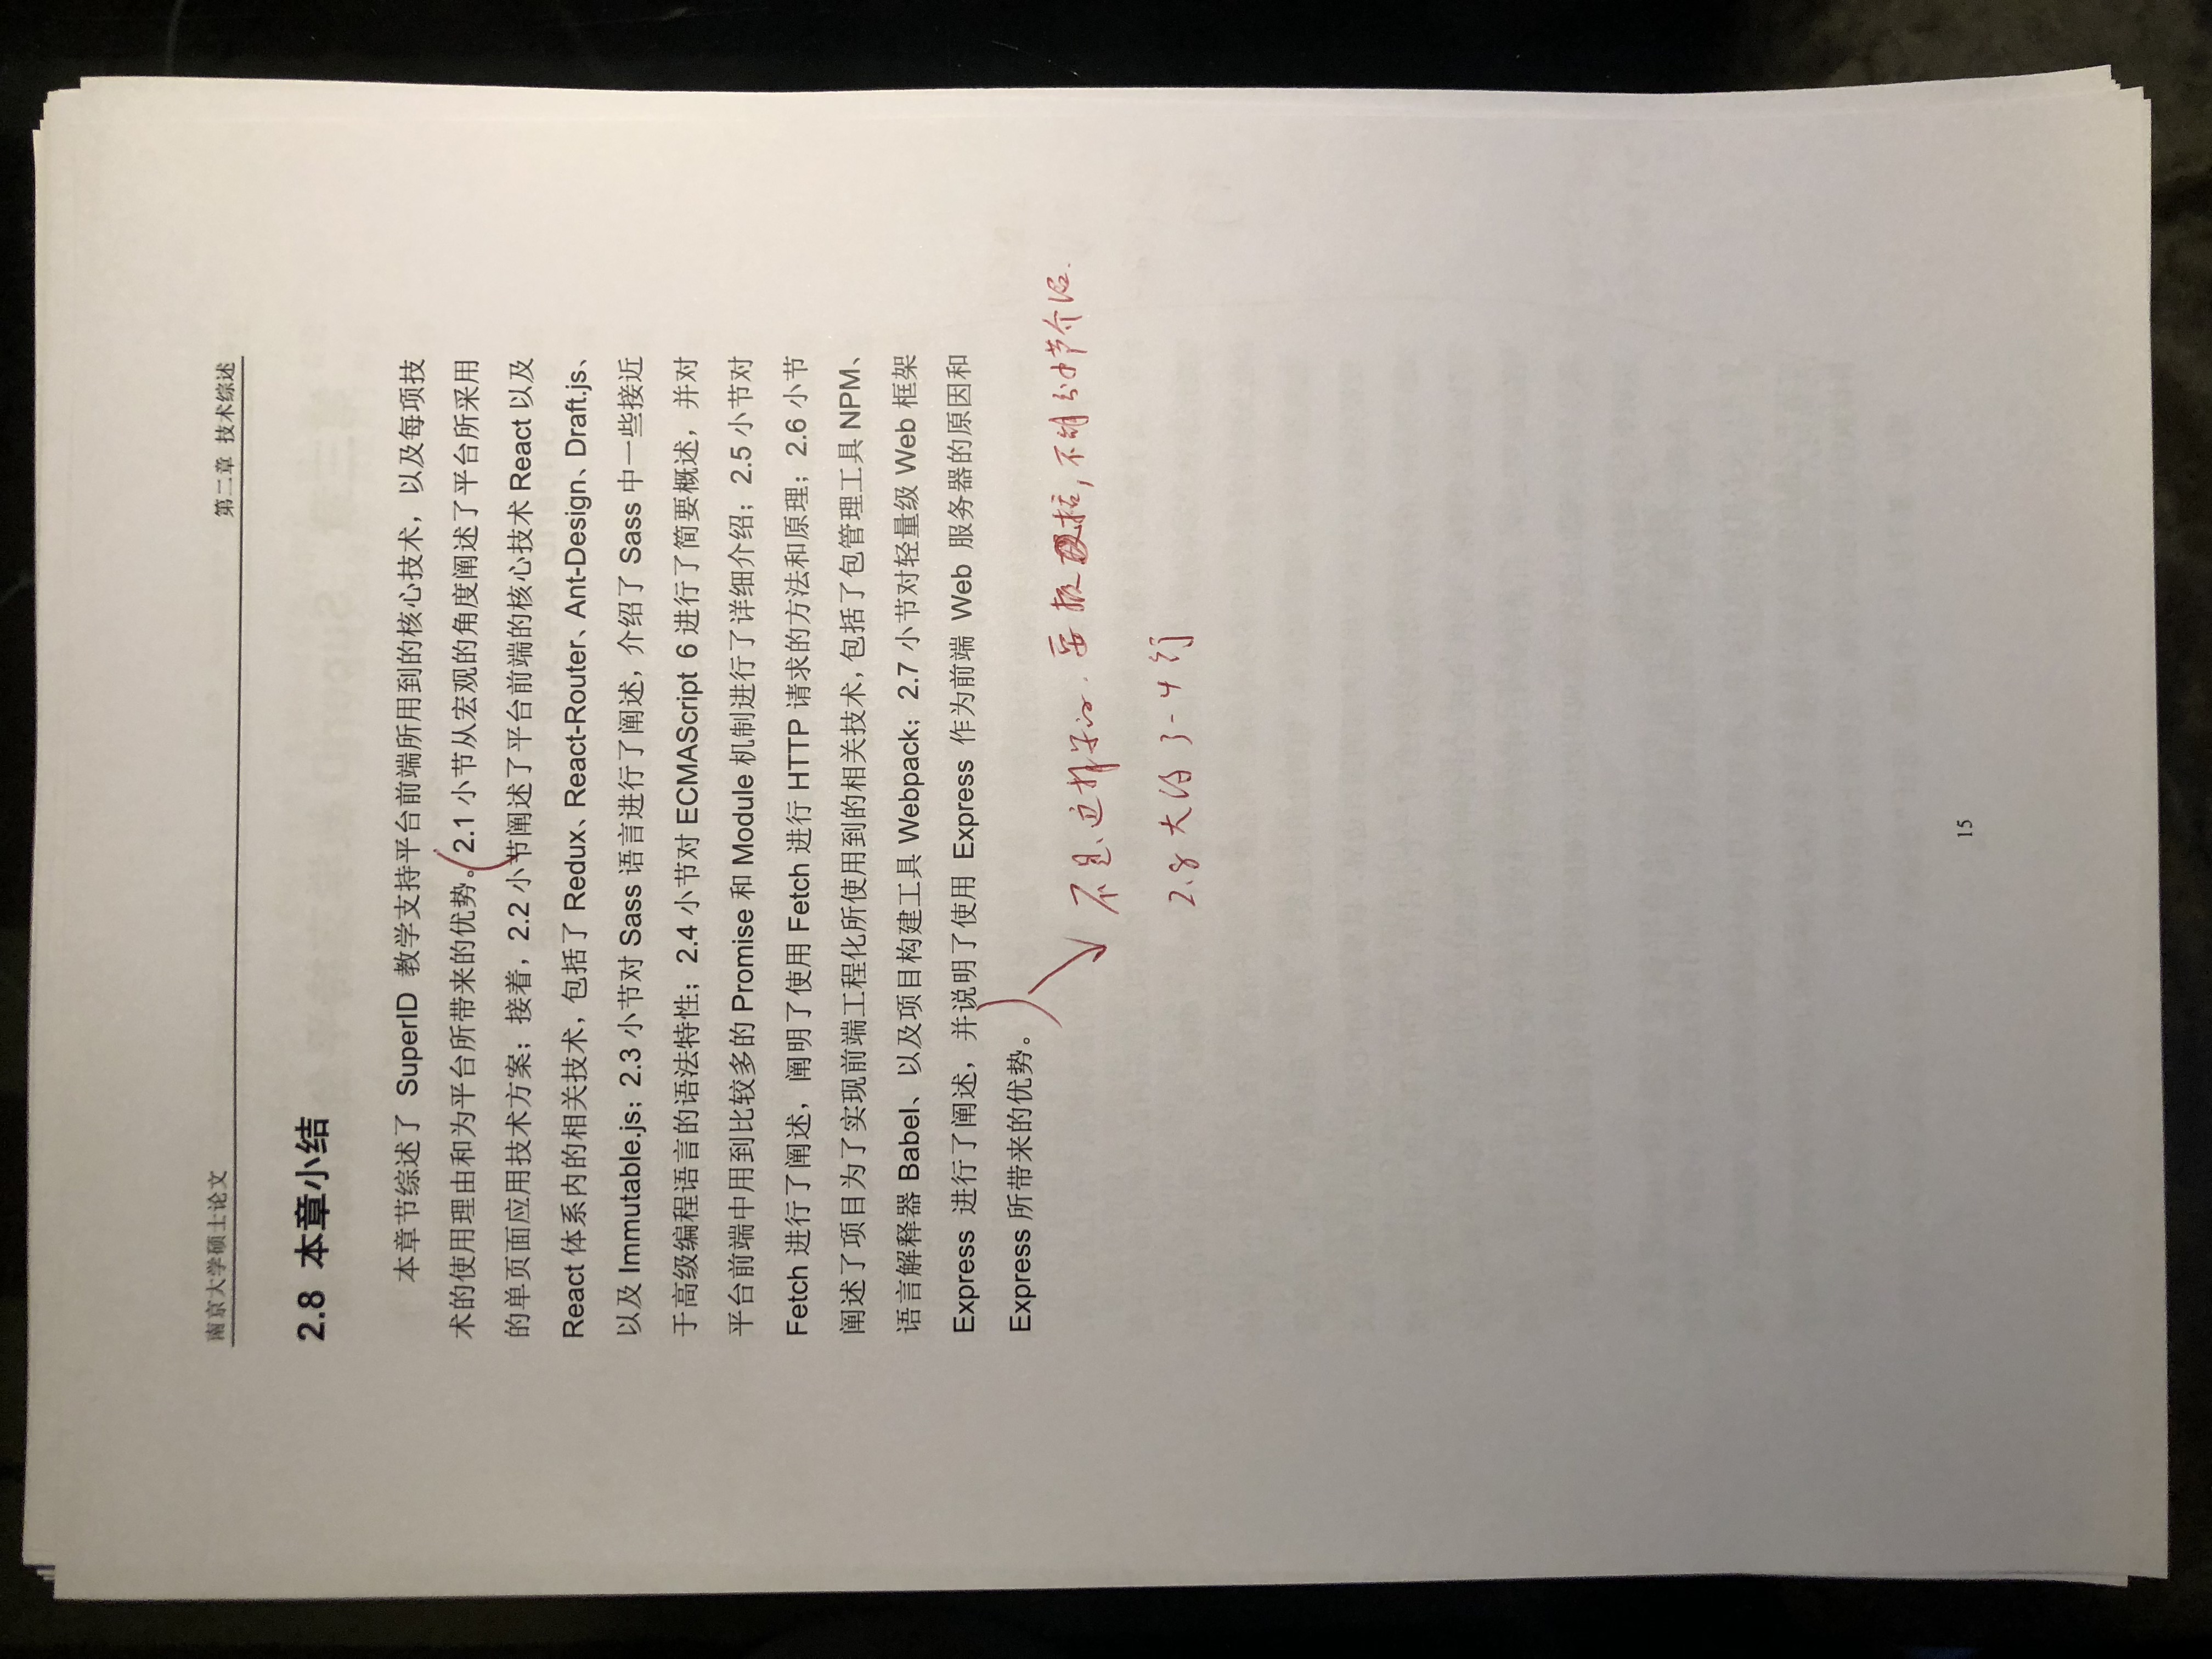 南京大学硕士论文
第二章 技术综述
2.8 本章小结
本章节综述了 SuperID 教学支持平台前端所用到的核心技术，以及每项技
术的使用理由和为平台所带来的优势。2.1 小节从宏观的角度阐述了平台所采用
的单页面应用技术方案；接着，2.2 小节阐述了平台前端的核心技术 React 以及
React 体系内的相关技术，包括了 Redux、React-Router、Ant-Design、Draft.js、
以及 Immutable.js；2.3 小节对 Sass 语言进行了阐述，介绍了 Sass 中一些接近
于高级编程语言的语法特性；2.4 小节对 ECMAScript 6 进行了简要概述，并对
平台前端中用到比较多的 Promise 和 Module 机制进行了详细介绍；2.5 小节对
Fetch 进行了阐述，阐明了使用 Fetch 进行 HTTP 请求的方法和原理；2.6 小节
阐述了项目为了实现前端工程化所使用到的相关技术，包括了包管理工具 NPM、
语言解释器 Babel、以及项目构建工具 Webpack；2.7 小节对轻量级 Web 框架
Express 进行了阐述，并说明了使用 Express 作为前端 Web 服务器的原因和
Express 所带来的优势。
不是这样子的. 要 括, 不用分小节介绍.
2.8 大约 3-4 行
15